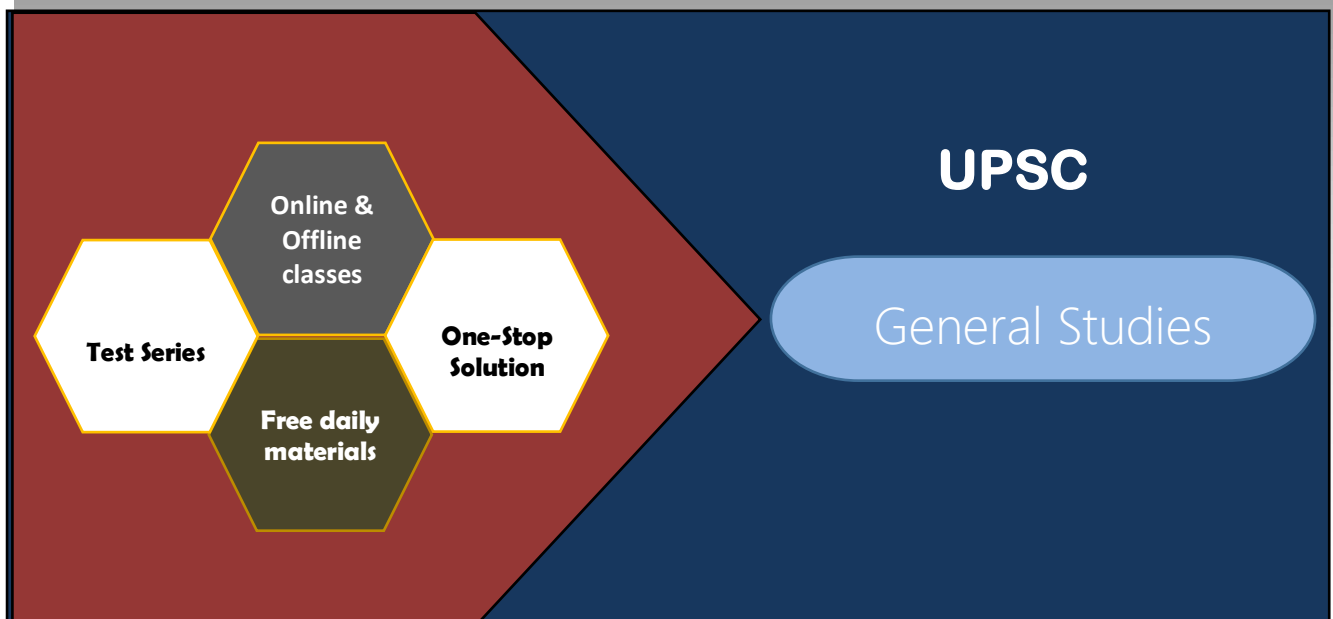 Online &
Offline
classes
Test Series
One-Stop
Solution
Free daily
materials
UPSC
General Studies